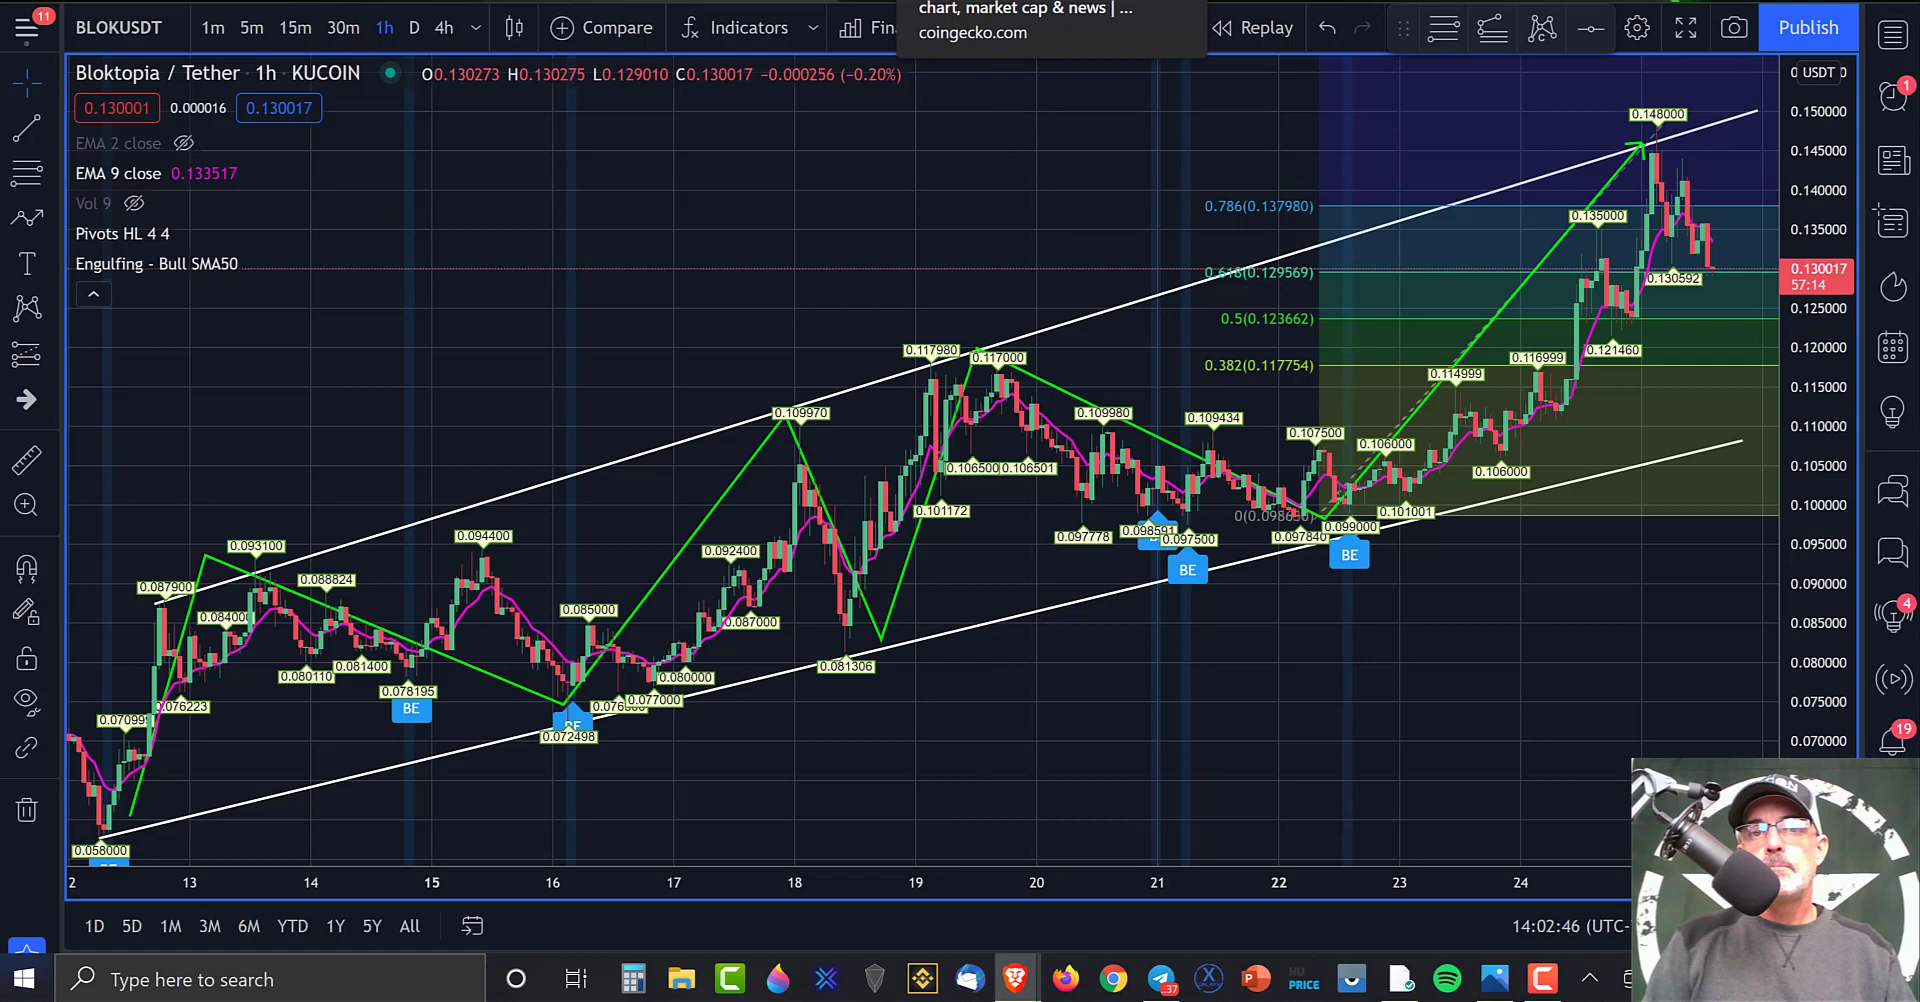 11
BLOKUSDT
1m 5m 15m 30m 1h D 4h
Compare
Indicators
chart, market cap & news | ...
coingecko.com
Replay
Publish
Bloktopia / Tether · 1h · KUCOIN
O0.130273 H0.130275 L0.129010 C0.130017 −0.000256 (−0.20%)
0.130001 0.000016 0.130017
EMA 2 close
EMA 9 close 0.133517
Vol 9
Pivots HL 4 4
Engulfing - Bull SMA50
USDT
0.150000
0.145000
0.140000
0.135000
0.130017
57:14
0.125000
0.120000
0.115000
0.110000
0.105000
0.100000
0.095000
0.090000
0.085000
0.080000
0.075000
0.070000
0.148000
0.786(0.137980)
0.135000
0.618(0.129569)
0.130592
0.5(0.123662)
0.121460
0.382(0.117754)
0.116999
0.114999
0.117980
0.117000
0.109970
0.109980
0.109434
0.107500
0.106000
0.106000
0.106500
0.106501
0.101172
0.101001
0.099000
0.097778
0.098591
0.097500
0.097840
BE
BE
0.093100
0.094400
0.092400
0.087900
0.088824
0.085000
0.084000
0.087000
0.080110
0.081400
0.080000
0.081306
0.078195
BE
0.077000
0.076223
0.072498
0.058000
13 14 15 16 17 18 19 20 21 22 23 24
1D 5D 1M 3M 6M YTD 1Y 5Y All
14:02:46
1
4
19
Type here to search
37
PRICE